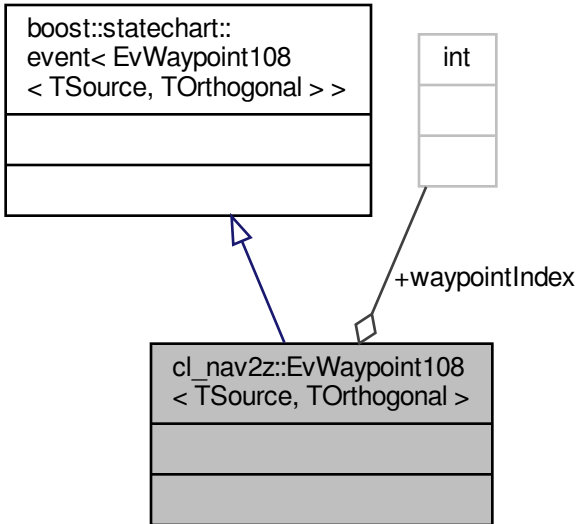 boost::statechart::
event< EvWaypoint108
< TSource, TOrthogonal > >
int
+waypointIndex
cl_nav2z::EvWaypoint108
< TSource, TOrthogonal >